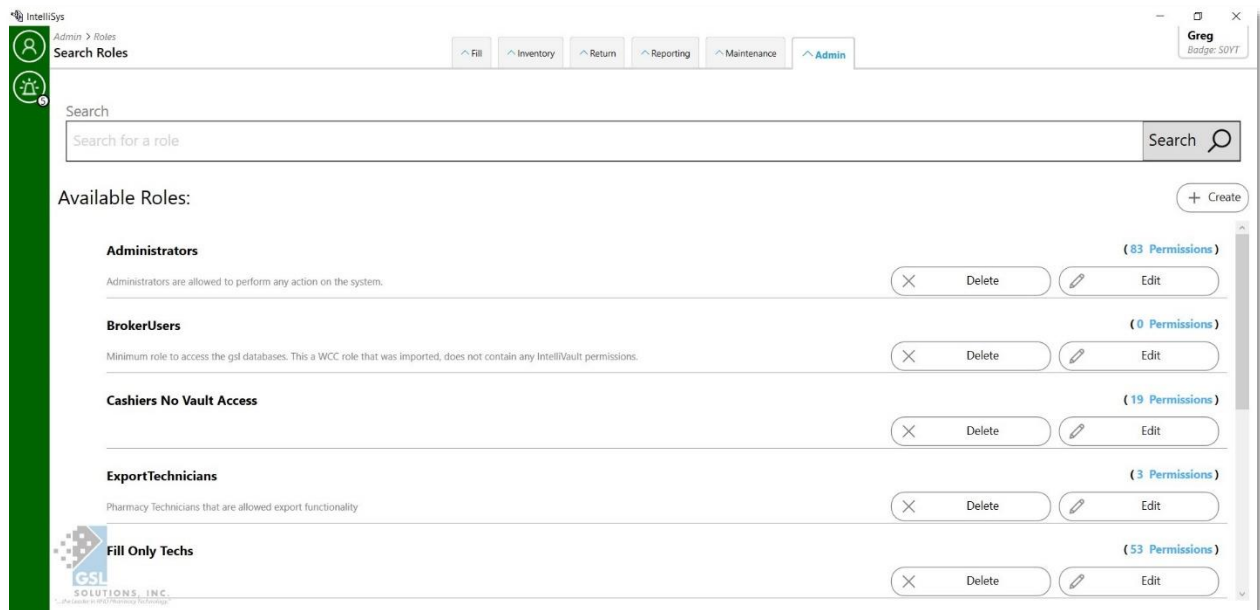 IntelliSys
Admin > Roles
Search Roles
Fill
Inventory
Return
Reporting
Maintenance
Admin
Greg
Badge: S0YT
5
Search
Search for a role
Search
Available Roles:
+ Create
Administrators
(83 Permissions)
Administrators are allowed to perform any action on the system.
Delete
Edit
BrokerUsers
(0 Permissions)
Minimum role to access the gsl databases. This a WCC role that was imported, does not contain any IntelliVault permissions.
Delete
Edit
Cashiers No Vault Access
(19 Permissions)
Delete
Edit
ExportTechnicians
(3 Permissions)
Pharmacy Technicians that are allowed export functionality
Delete
Edit
Fill Only Techs
(53 Permissions)
Delete
Edit
GSL
SOLUTIONS, INC.